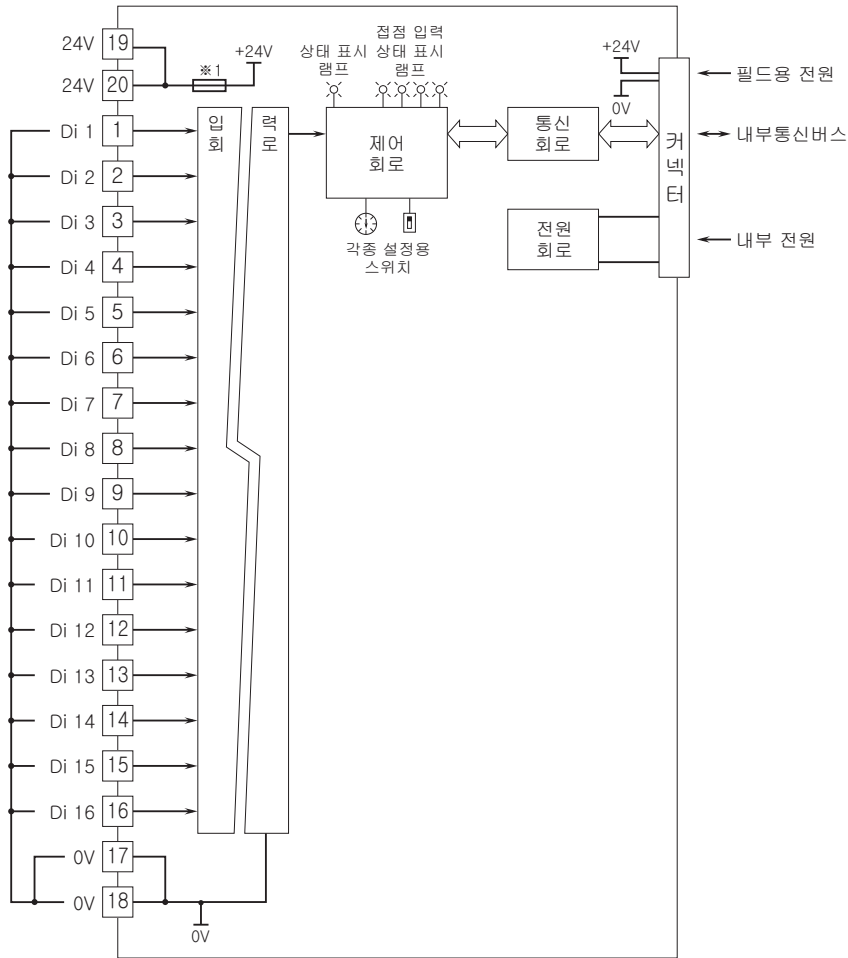 24V 19
24V 20
※1
+24V
상태 표시
램프
접점 입력
상태 표시
램프
+24V
0V
필드용 전원
Di 1 1
Di 2 2
Di 3 3
Di 4 4
Di 5 5
Di 6 6
Di 7 7
Di 8 8
Di 9 9
Di 10 10
Di 11 11
Di 12 12
Di 13 13
Di 14 14
Di 15 15
Di 16 16
0V 17
0V 18
0V
입력
회로
제어
회로
각종 설정용
스위치
통신
회로
전원
회로
커넥터
내부통신버스
내부 전원